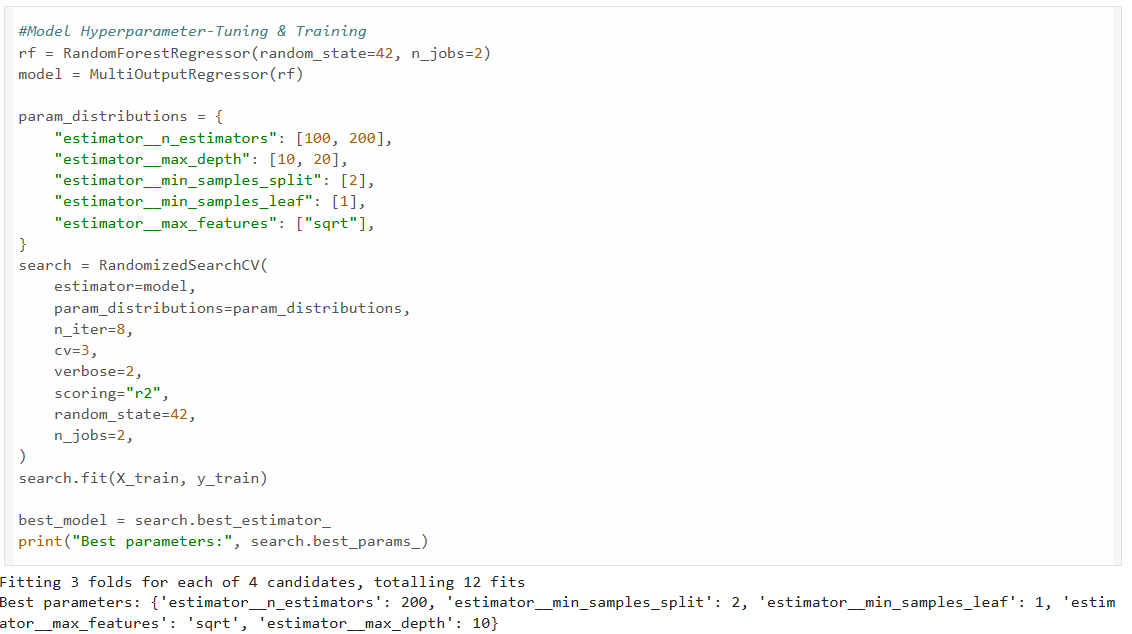 #Model Hyperparameter-Tuning & Training
rf = RandomForestRegressor(random_state=42, n_jobs=2)
model = MultiOutputRegressor(rf)

param_distributions = {
    "estimator__n_estimators": [100, 200],
    "estimator__max_depth": [10, 20],
    "estimator__min_samples_split": [2],
    "estimator__min_samples_leaf": [1],
    "estimator__max_features": ["sqrt"],
}
search = RandomizedSearchCV(
    estimator=model,
    param_distributions=param_distributions,
    n_iter=8,
    cv=3,
    verbose=2,
    scoring="r2",
    random_state=42,
    n_jobs=2,
)
search.fit(X_train, y_train)

best_model = search.best_estimator_
print("Best parameters:", search.best_params_)
Fitting 3 folds for each of 4 candidates, totalling 12 fits
Best parameters: {'estimator__n_estimators': 200, 'estimator__min_samples_split': 2, 'estimator__min_samples_leaf': 1, 'estim
ator__max_features': 'sqrt', 'estimator__max_depth': 10}